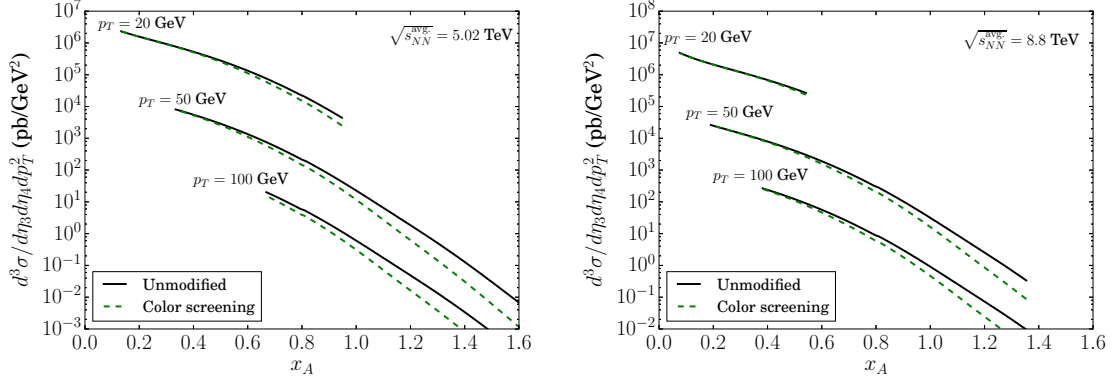 10^7
10^6
10^5
10^4
10^3
10^2
10^1
10^0
10^-1
10^-2
10^-3
d^3σ/dη_3dη_4dp_T^2 (pb/GeV^2)
p_T = 20 GeV
√s_NN^avg. = 5.02 TeV
p_T = 50 GeV
p_T = 100 GeV
Unmodified
Color screening
0.0 0.2 0.4 0.6 0.8 1.0 1.2 1.4 1.6
x_A
10^8
10^7
10^6
10^5
10^4
10^3
10^2
10^1
10^0
10^-1
10^-2
d^3σ/dη_3dη_4dp_T^2 (pb/GeV^2)
p_T = 20 GeV
√s_NN^avg. = 8.8 TeV
p_T = 50 GeV
p_T = 100 GeV
Unmodified
Color screening
0.0 0.2 0.4 0.6 0.8 1.0 1.2 1.4 1.6
x_A